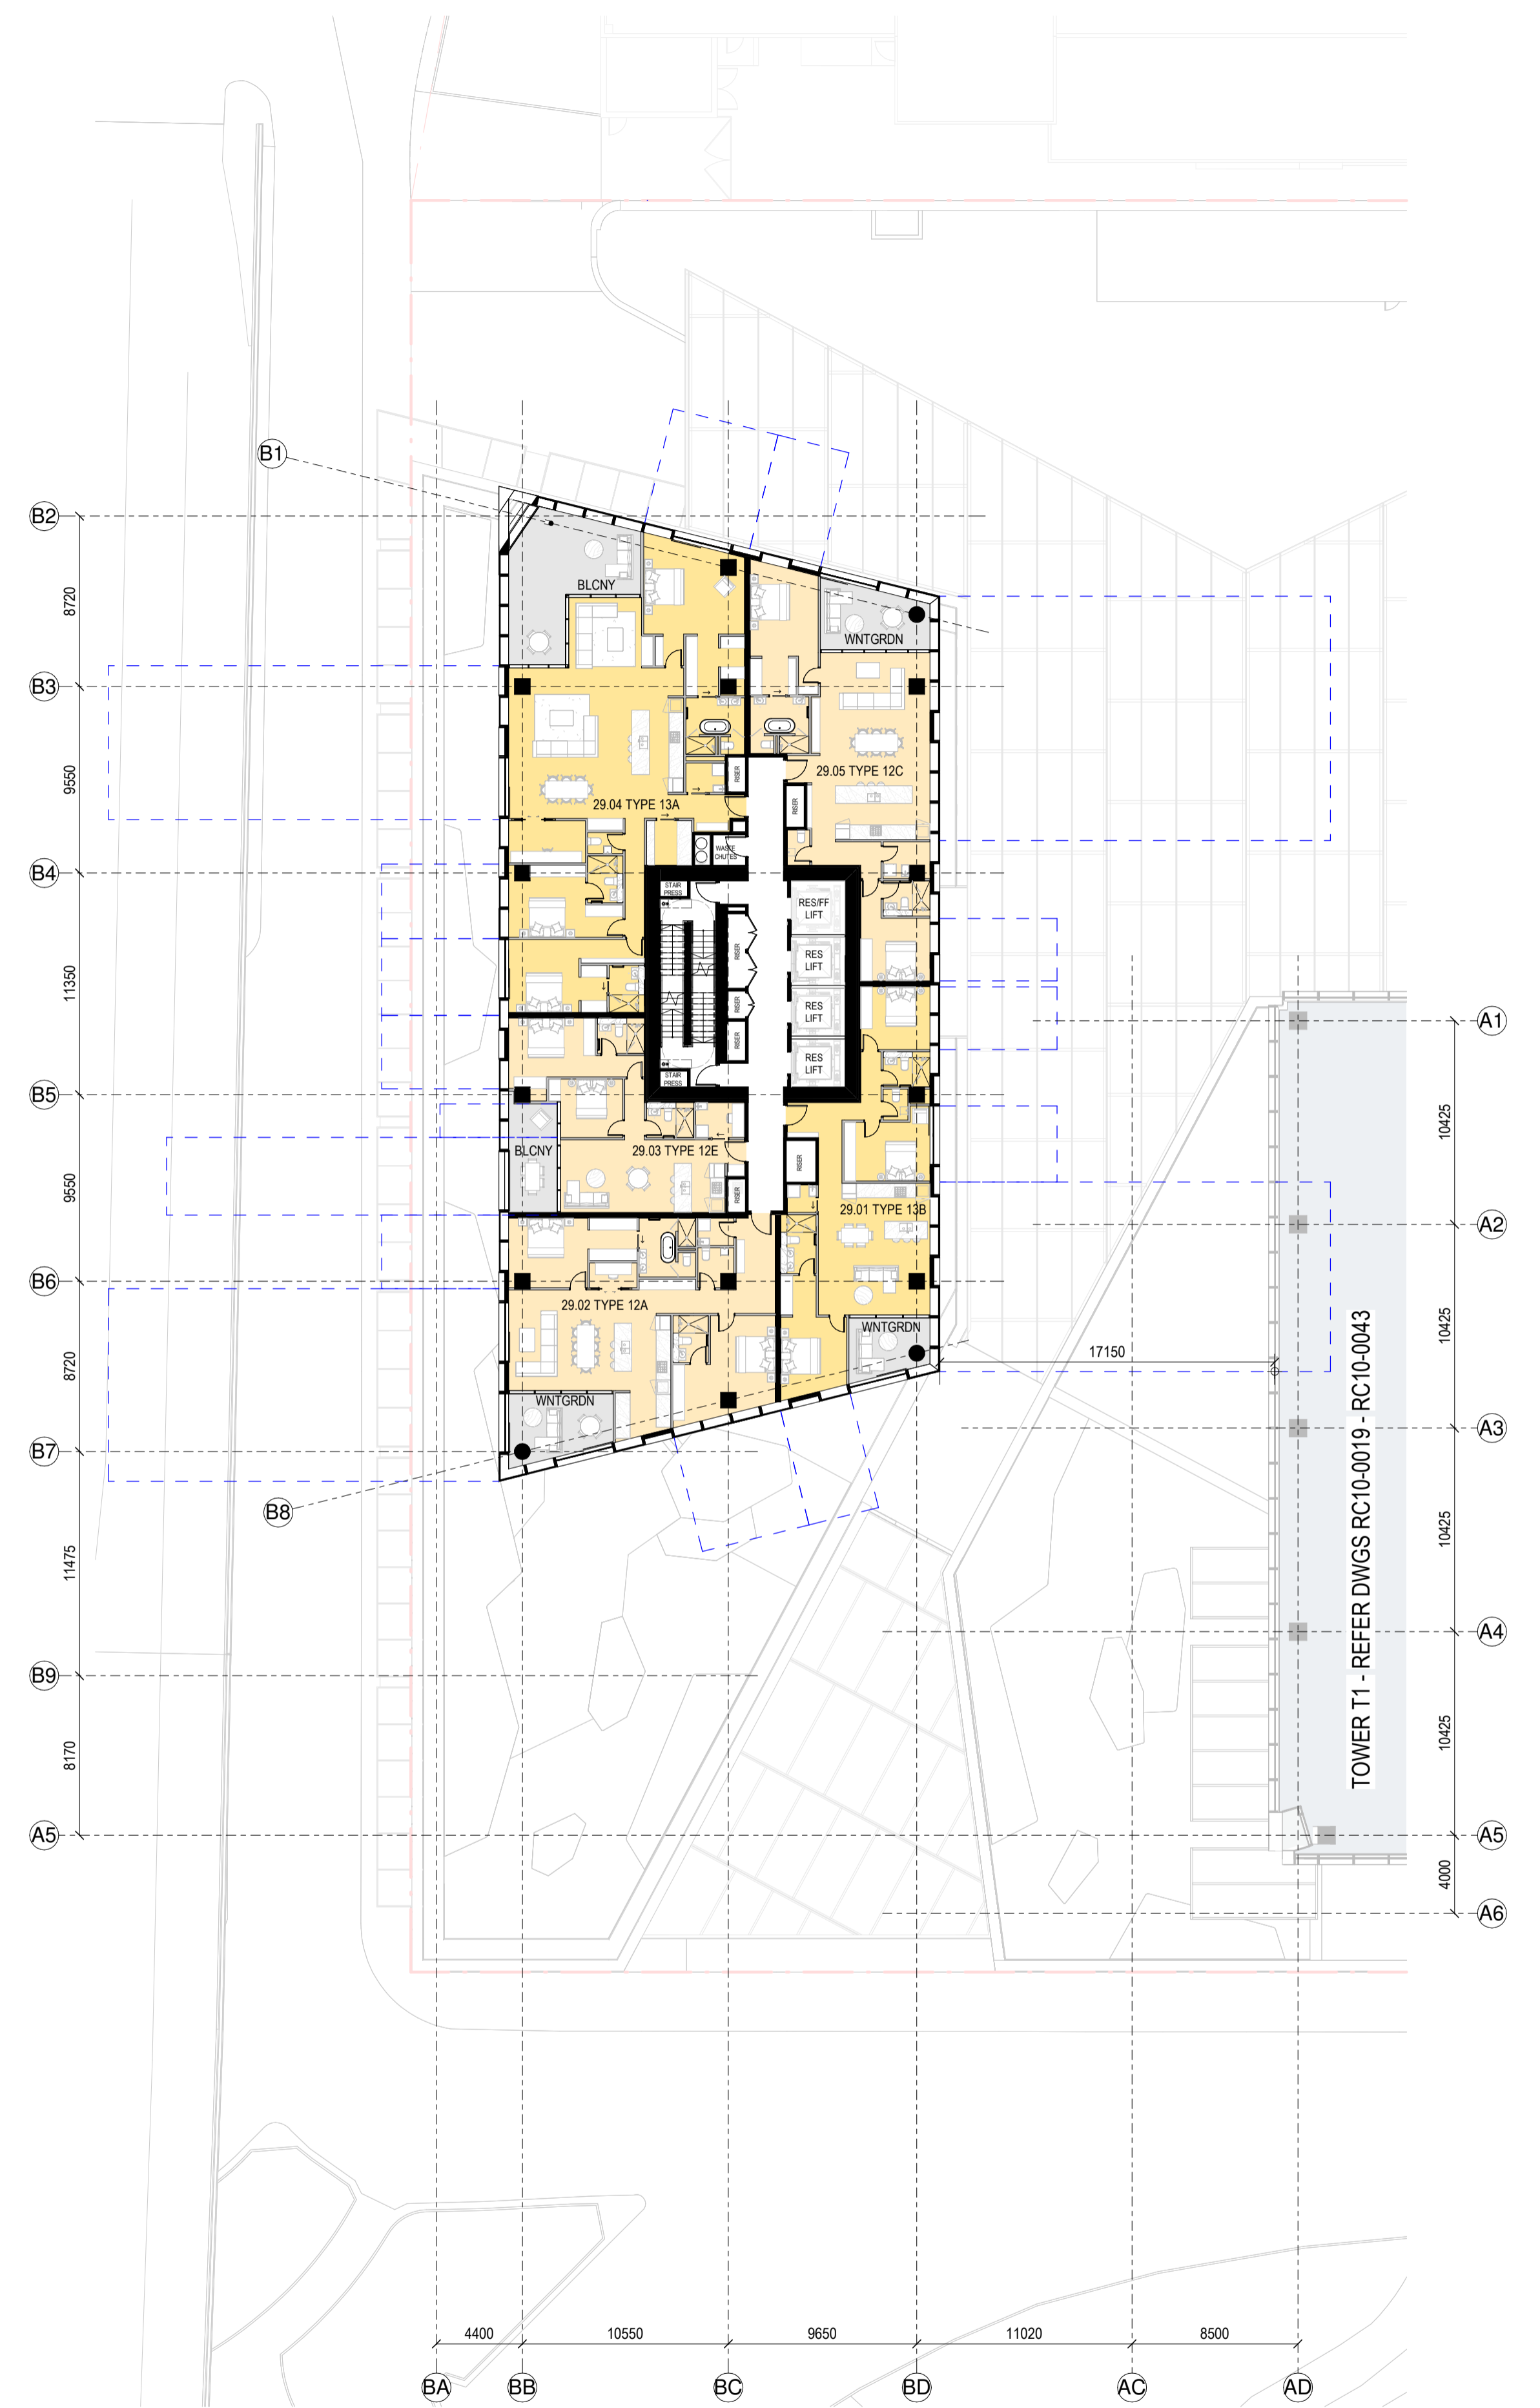 B1
B2
8720
BLCNY
WNTGRDN
B3
9550
RISER
29.05 TYPE 12C
29.04 TYPE 13A
RISER
WASTE
CHUTES
B4
STAIR
PRESS
RES/FF
LIFT
RISER
RES
LIFT
11350
RISER
RES
LIFT
A1
RISER
RES
LIFT
STAIR
PRESS
B5
10425
BLCNY
29.03 TYPE 12E
RISER
9550
RISER
29.01 TYPE 13B
A2
B6
29.02 TYPE 12A
WNTGRDN
10425
17150
8720
WNTGRDN
A3
B7
B8
TOWER T1 - REFER DWGS RC10-0019 - RC10-0043
10425
11475
A4
B9
10425
8170
A5
A5
4000
A6
4400
10550
9650
11020
8500
BA
BB
BC
BD
AC
AD